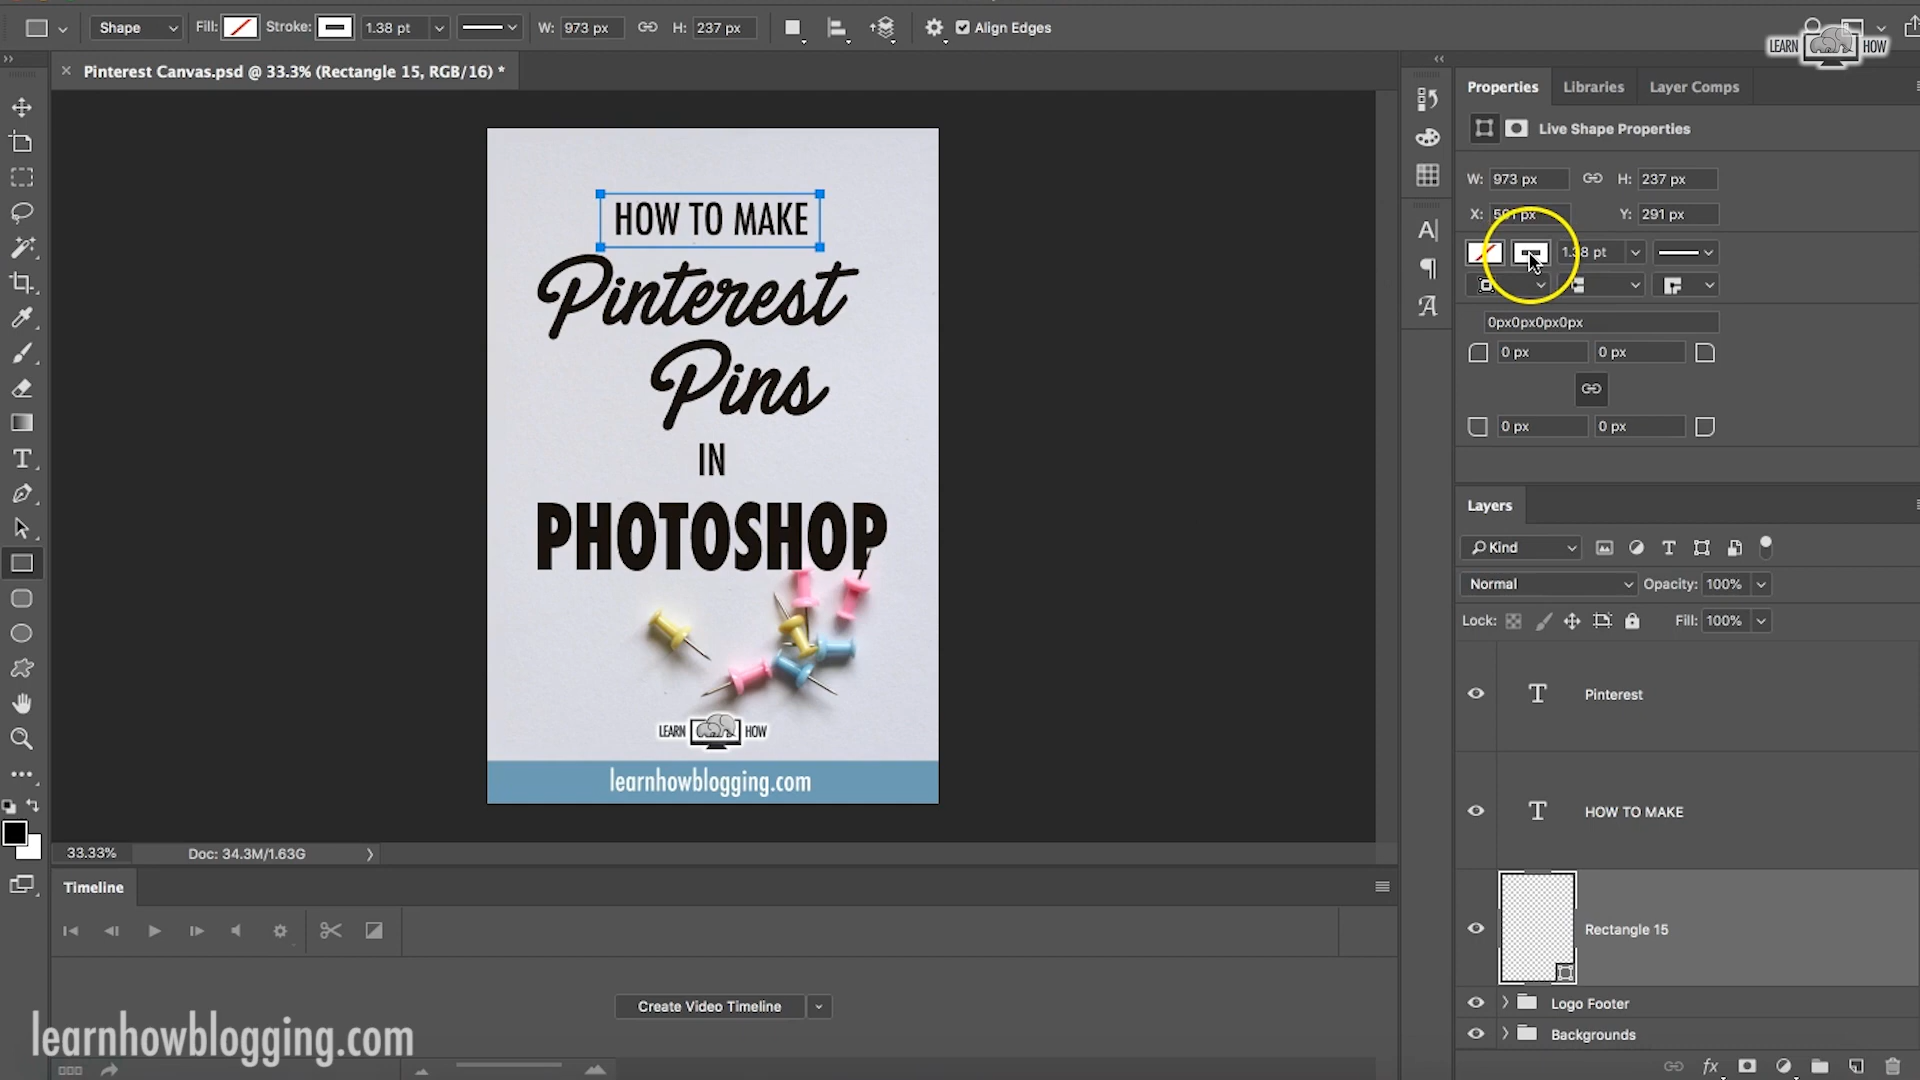 Shape Fill: Stroke: 1.38 pt W: 973 px H: 237 px Align Edges
LEARN HOW
Pinterest Canvas.psd @ 33.3% (Rectangle 15, RGB/16) *
Properties Libraries Layer Comps
Live Shape Properties
W: 973 px H: 237 px
X: px Y: 291 px
pt
0px0px0px0px
0 px 0 px
0 px 0 px
HOW TO MAKE
Pinterest
Pins
IN
PHOTOSHOP
LEARN HOW
learnhowblogging.com
Layers
Kind
Normal Opacity: 100%
Lock: Fill: 100%
Pinterest
HOW TO MAKE
Rectangle 15
Logo Footer
Backgrounds
fx
33.33% Doc: 34.3M/1.63G
Timeline
Create Video Timeline
learnhowblogging.com